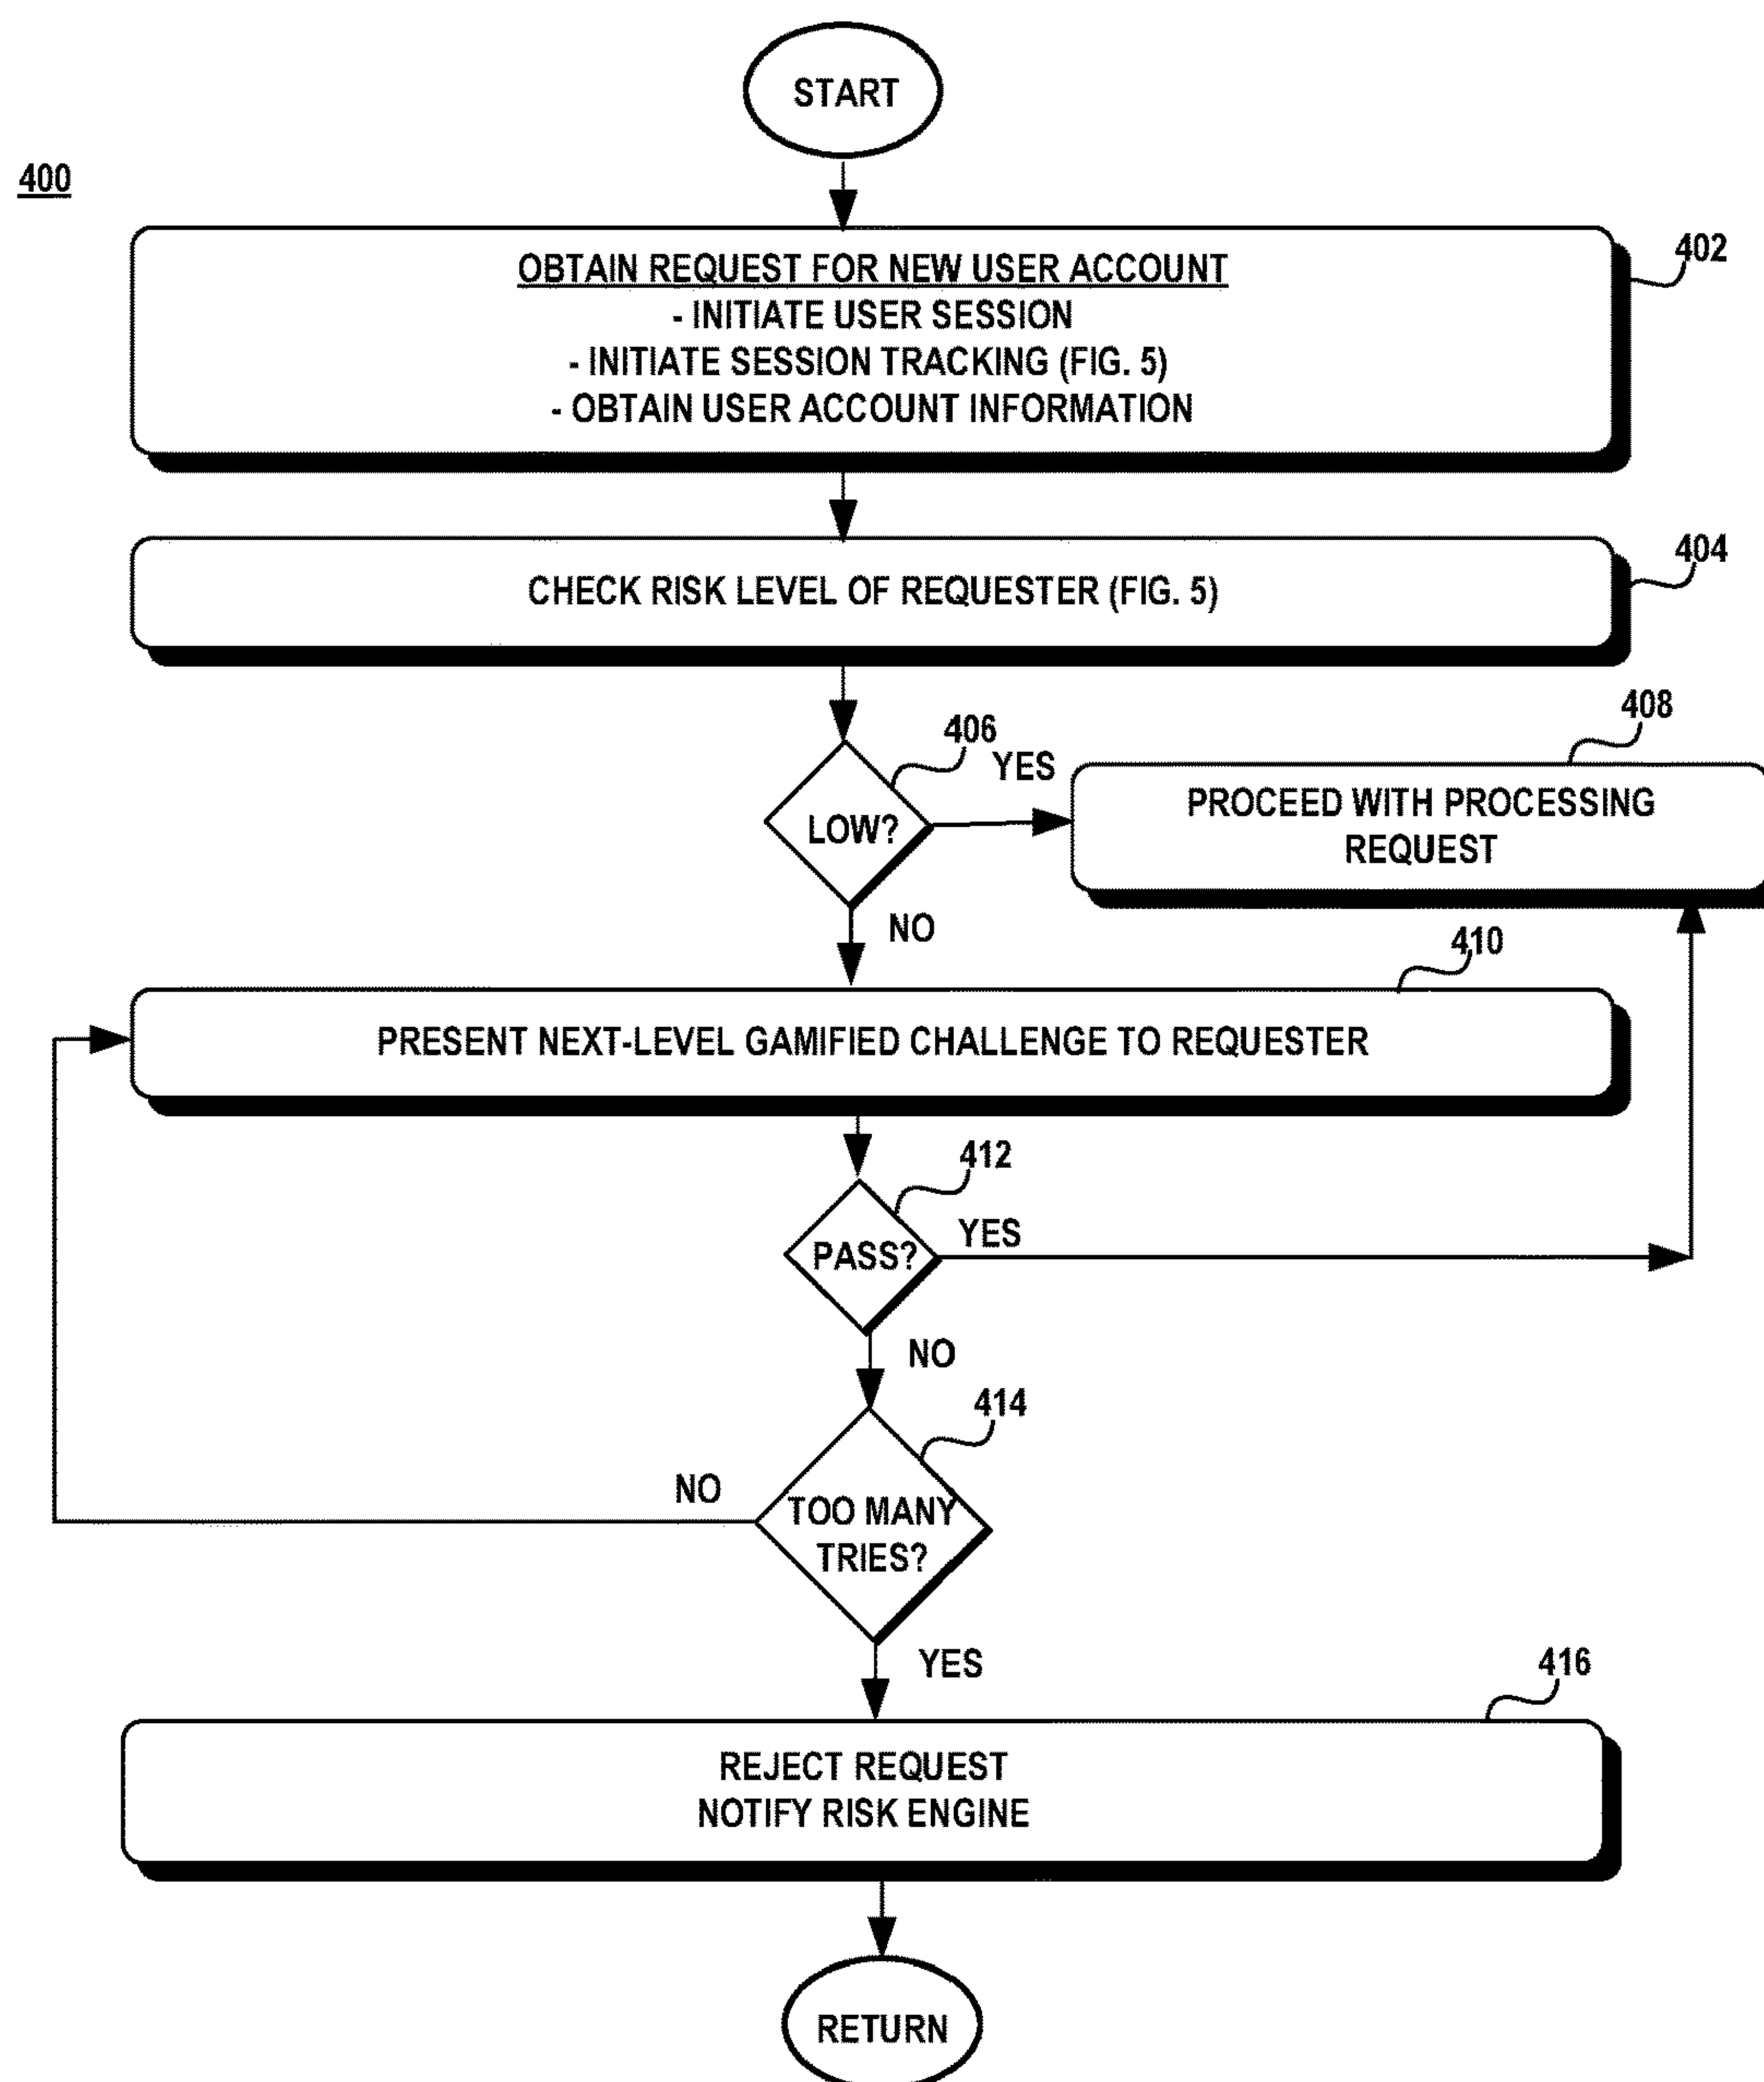 START
400
OBTAIN REQUEST FOR NEW USER ACCOUNT
- INITIATE USER SESSION
- INITIATE SESSION TRACKING (FIG. 5)
- OBTAIN USER ACCOUNT INFORMATION
402
CHECK RISK LEVEL OF REQUESTER (FIG. 5)
404
406
LOW?
YES
408
PROCEED WITH PROCESSING
REQUEST
NO
410
PRESENT NEXT-LEVEL GAMIFIED CHALLENGE TO REQUESTER
412
PASS?
YES
NO
414
TOO MANY
TRIES?
NO
YES
416
REJECT REQUEST
NOTIFY RISK ENGINE
RETURN